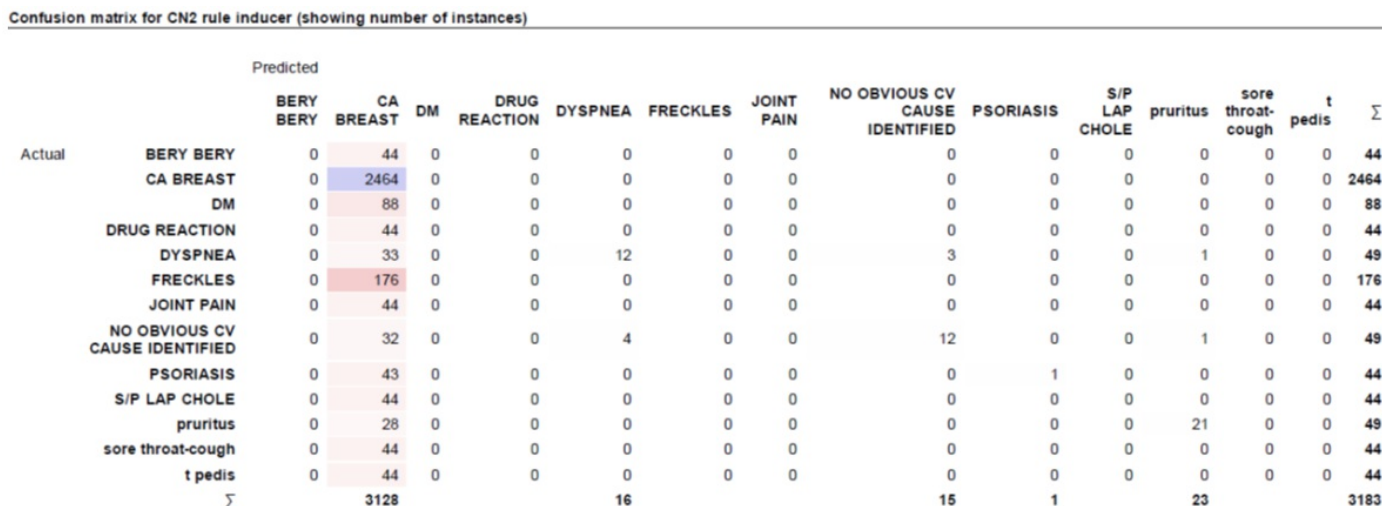 Confusion matrix for CN2 rule inducer (showing number of instances)
Predicted
BERY BERY CA BREAST DM DRUG REACTION DYSPNEA FRECKLES JOINT PAIN NO OBVIOUS CV CAUSE IDENTIFIED PSORIASIS S/P LAP CHOLE pruritus sore throat-cough t pedis Σ
Actual BERY BERY 0 44 0 0 0 0 0 0 0 0 0 0 0 44
CA BREAST 0 2464 0 0 0 0 0 0 0 0 0 0 0 2464
DM 0 88 0 0 0 0 0 0 0 0 0 0 0 88
DRUG REACTION 0 44 0 0 0 0 0 0 0 0 0 0 0 44
DYSPNEA 0 33 0 0 12 0 0 3 0 0 1 0 0 49
FRECKLES 0 176 0 0 0 0 0 0 0 0 0 0 0 176
JOINT PAIN 0 44 0 0 0 0 0 0 0 0 0 0 0 44
NO OBVIOUS CV CAUSE IDENTIFIED 0 32 0 0 4 0 0 12 0 0 1 0 0 49
PSORIASIS 0 43 0 0 0 0 0 0 1 0 0 0 0 44
S/P LAP CHOLE 0 44 0 0 0 0 0 0 0 0 0 0 0 44
pruritus 0 28 0 0 0 0 0 0 0 0 21 0 0 49
sore throat-cough 0 44 0 0 0 0 0 0 0 0 0 0 0 44
t pedis 0 44 0 0 0 0 0 0 0 0 0 0 0 44
Σ 3128 16 15 1 23 3183